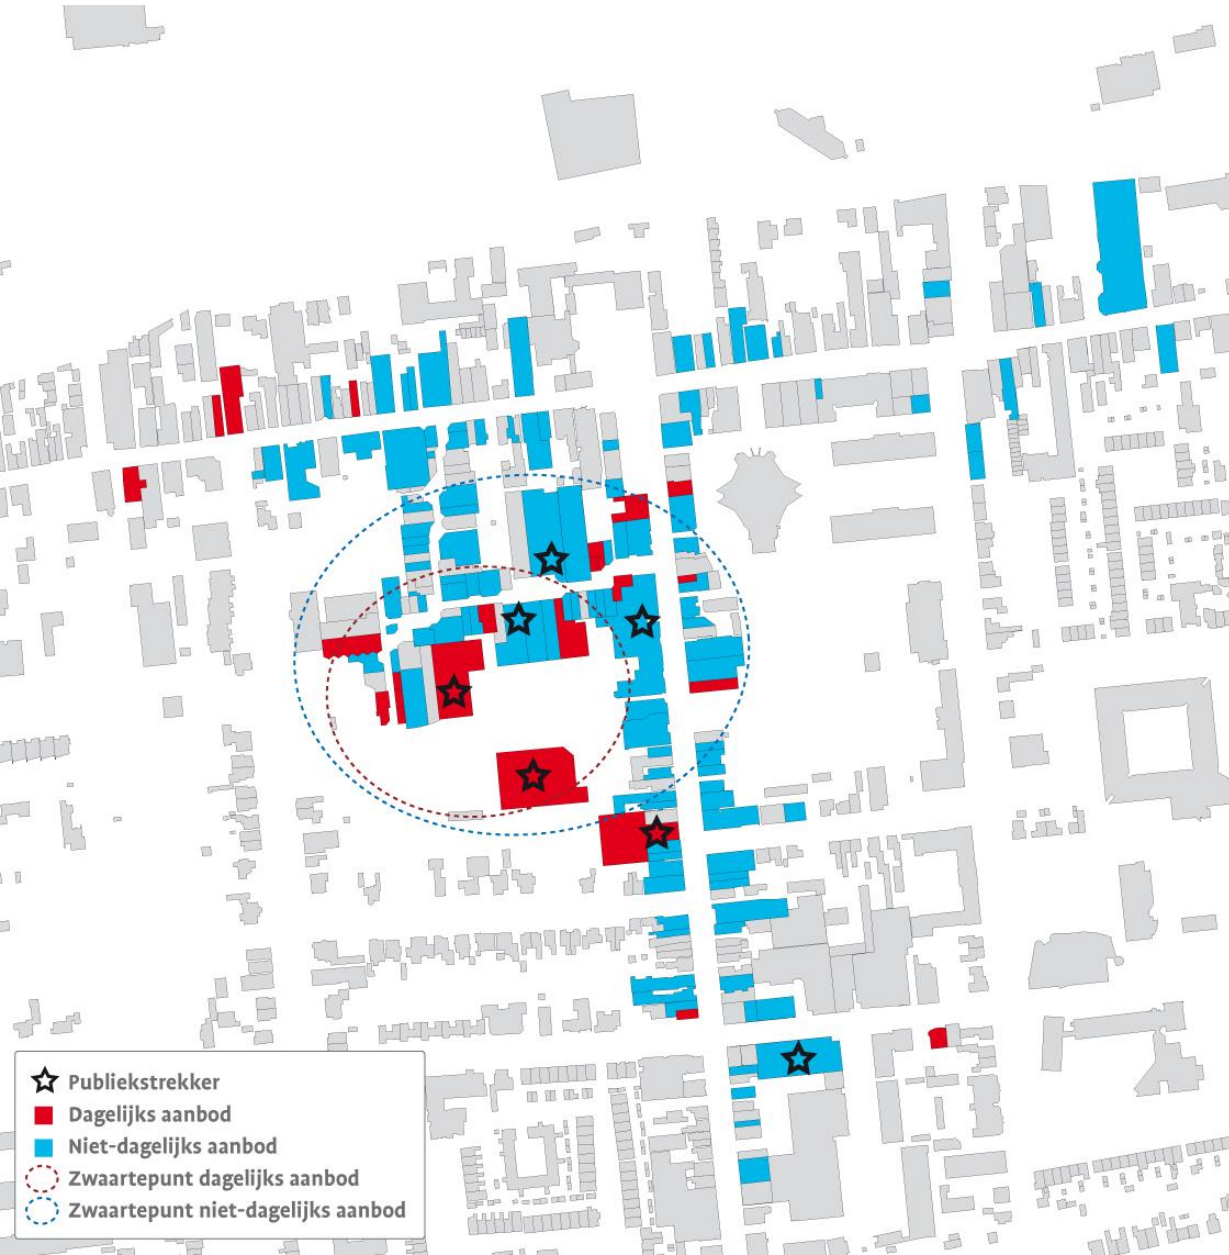 Publiekstrekker
Dagelijks aanbod
Niet-dagelijks aanbod
Zwaartepunt dagelijks aanbod
Zwaartepunt niet-dagelijks aanbod